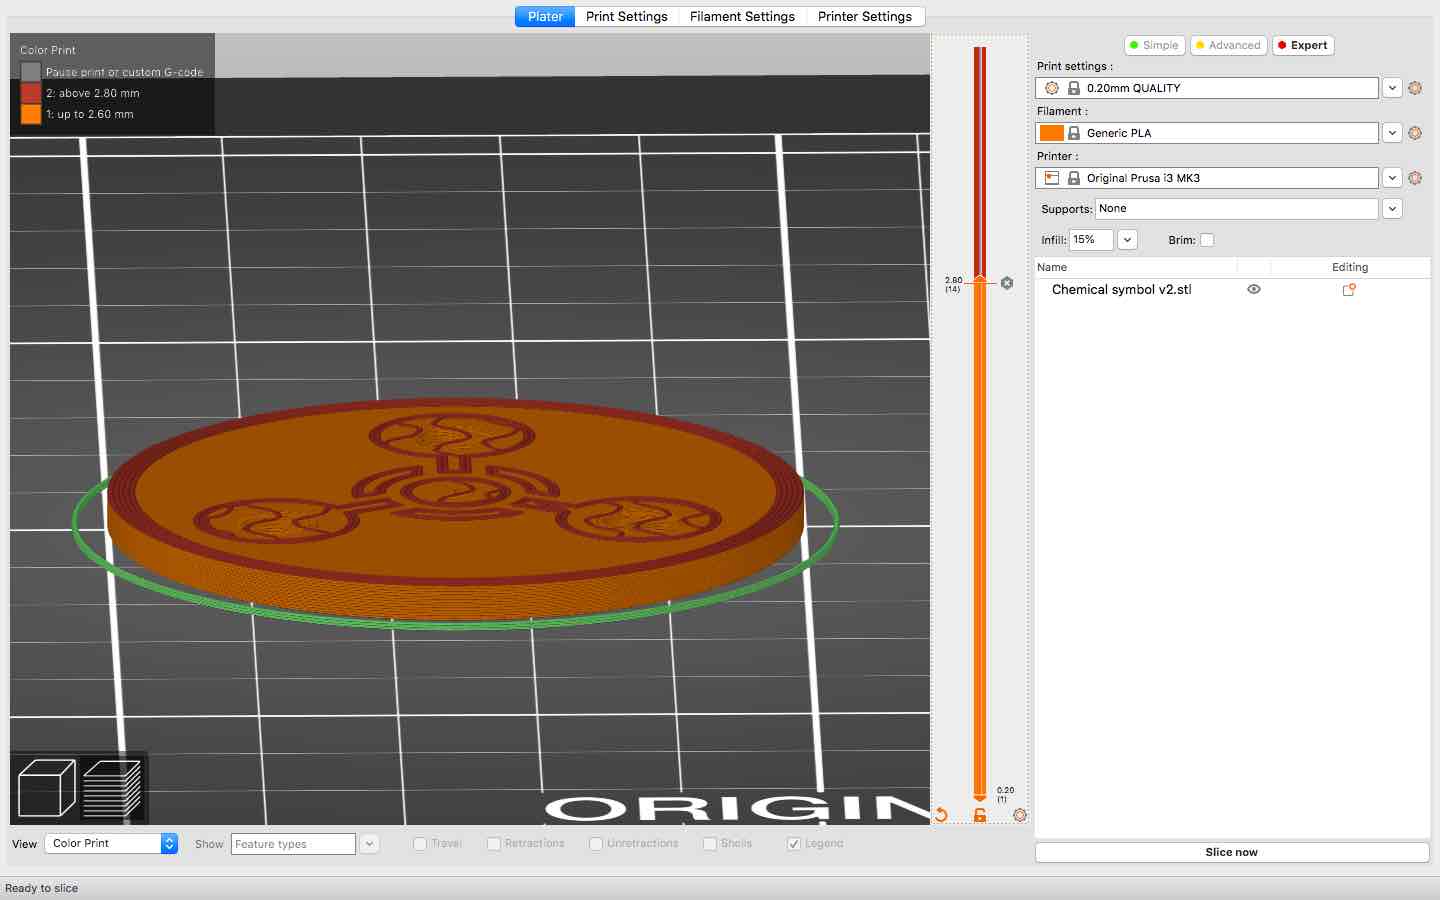 Plater Print Settings Filament Settings Printer Settings
Color Print
Pause print or custom G-code
2: above 2.80 mm
1: up to 2.60 mm
2.80
(14)
0.20
(1)
ORIGIN
Simple Advanced Expert
Print settings :
0.20mm QUALITY
Filament :
Generic PLA
Printer :
Original Prusa i3 MK3
Supports: None
Infill: 15% Brim:
Name Editing
Chemical symbol v2.stl
View Color Print Show Feature types Travel Retractions Unretractions Shells Legend
Slice now
Ready to slice